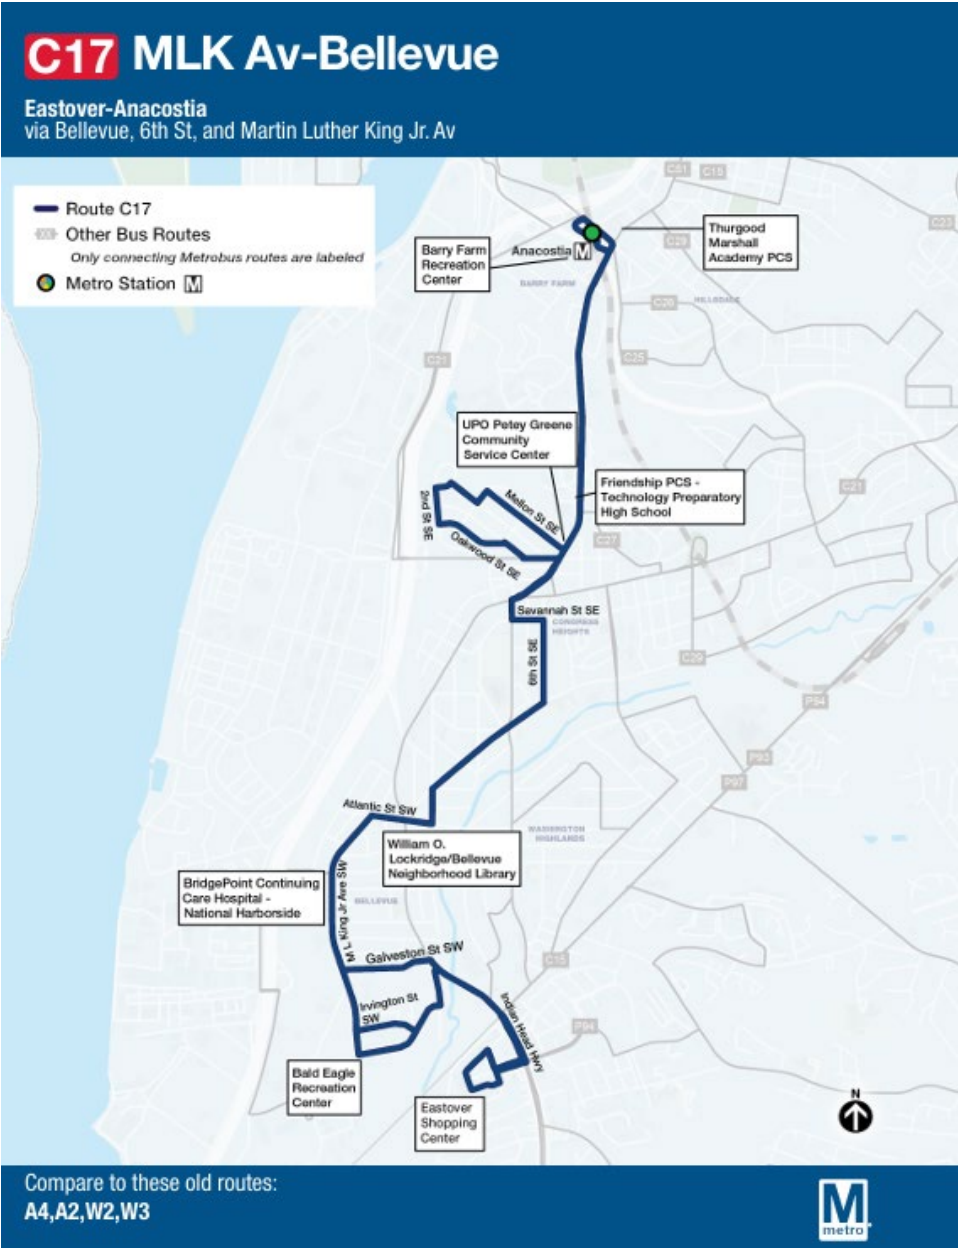 C17 MLK Av-Bellevue
Eastover-Anacostia
via Bellevue, 6th St, and Martin Luther King Jr. Av
Route C17
Other Bus Routes
Only connecting Metrobus routes are labeled
Metro Station M
C51
C15
C23
Thurgood
Marshall
Academy PCS
C29
Barry Farm
Recreation
Center
Anacostia M
BARRY FARM
C26
HILLSDALE
C21
C25
UPO Petey Greene
Community
Service Center
Friendship PCS -
Technology Preparatory
High School
C21
2nd St SE
Mellon St SE
Oakwood St SE
C27
Savannah St SE
CONGRESS
HEIGHTS
6th St SE
C29
P94
P93
P97
Atlantic St SW
WASHINGTON
HIGHLANDS
William O.
Lockridge/Bellevue
Neighborhood Library
BridgePoint Continuing
Care Hospital -
National Harborside
M L King Jr Ave SW
BELLEVUE
Galveston St SW
C15
Irvington St
SW
Indian Head Hwy
P94
Bald Eagle
Recreation
Center
Eastover
Shopping
Center
N
Compare to these old routes:
A4,A2,W2,W3
M
metro